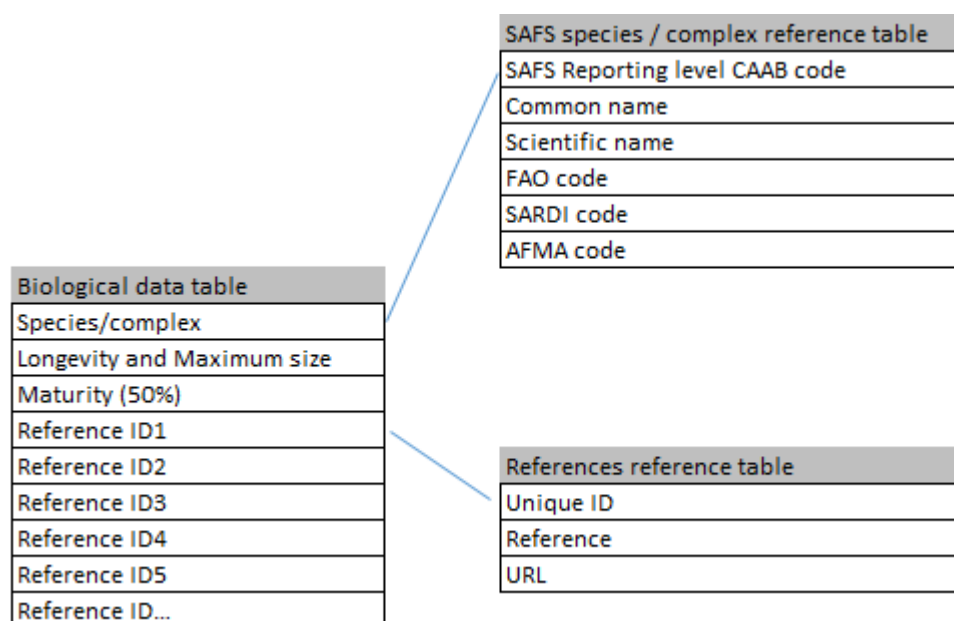 SAFS species / complex reference table
SAFS Reporting level CAAB code
Common name
Scientific name
FAO code
SARDI code
AFMA code
Biological data table
Species/complex
Longevity and Maximum size
Maturity (50%)
Reference ID1
Reference ID2
Reference ID3
Reference ID4
Reference ID5
Reference ID...
References reference table
Unique ID
Reference
URL